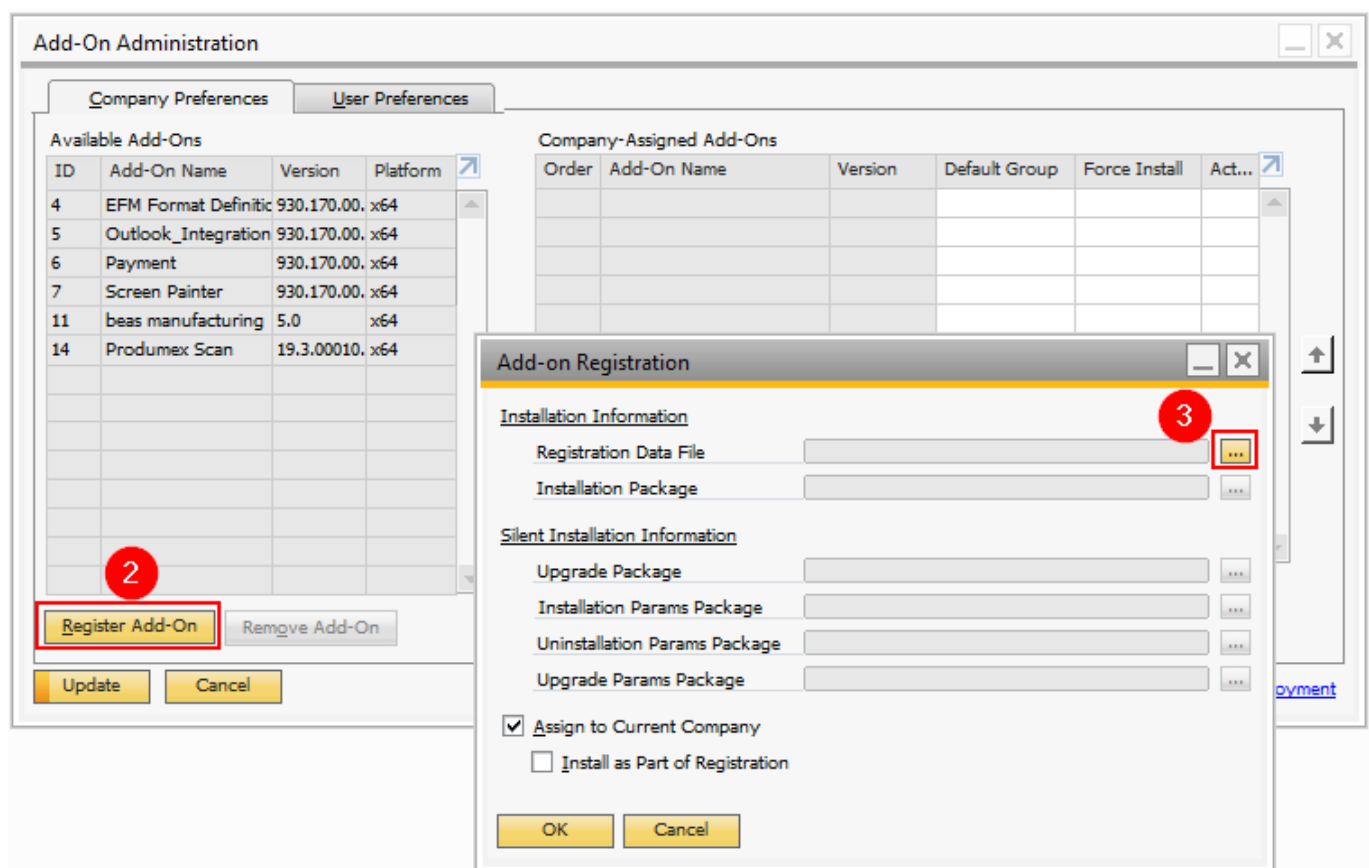 Add-On Administration
Company Preferences
User Preferences
Available Add-Ons
ID Add-On Name Version Platform
4 EFM Format Definitic 930.170.00. x64
5 Outlook_Integration 930.170.00. x64
6 Payment 930.170.00. x64
7 Screen Painter 930.170.00. x64
11 beas manufacturing 5.0 x64
14 Produmex Scan 19.3.00010. x64
2
Register Add-On
Remove Add-On
Update
Cancel
Company-Assigned Add-Ons
Order Add-On Name Version Default Group Force Install Act...
oyment
Add-on Registration
Installation Information
3
Registration Data File ...
Installation Package ...
Silent Installation Information
Upgrade Package ...
Installation Params Package ...
Uninstallation Params Package ...
Upgrade Params Package ...
Assign to Current Company
Install as Part of Registration
OK
Cancel